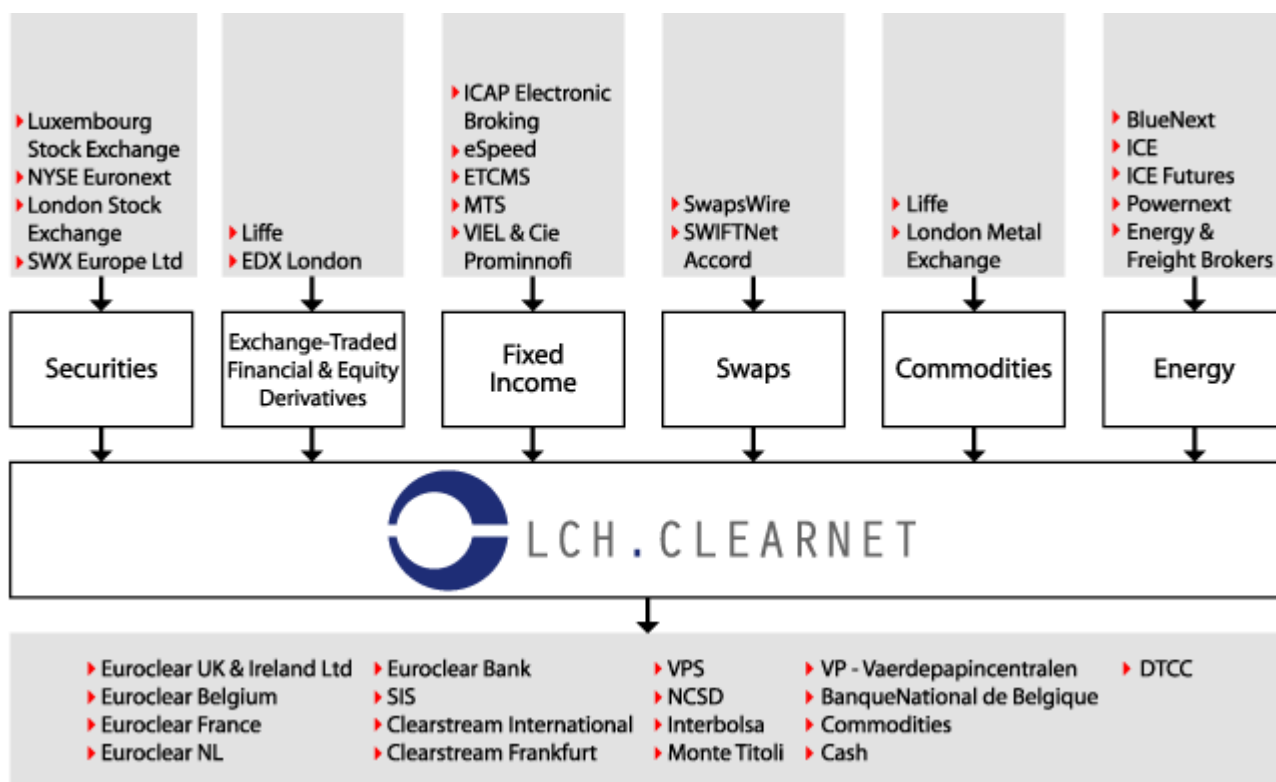 Luxembourg
Stock Exchange
NYSE Euronext
London Stock
Exchange
SWX Europe Ltd
Liffe
EDX London
ICAP Electronic
Broking
eSpeed
ETCMS
MTS
VIEL & Cie
Prominnofi
SwapsWire
SWIFTNet
Accord
Liffe
London Metal
Exchange
BlueNext
ICE
ICE Futures
Powernext
Energy &
Freight Brokers
Securities
Exchange-Traded
Financial & Equity
Derivatives
Fixed
Income
Swaps
Commodities
Energy
LCH.CLEARNET
Euroclear UK & Ireland Ltd
Euroclear Belgium
Euroclear France
Euroclear NL
Euroclear Bank
SIS
Clearstream International
Clearstream Frankfurt
VPS
NCSD
Interbolsa
Monte Titoli
VP - Vaerdepapincentralen
BanqueNational de Belgique
Commodities
Cash
DTCC